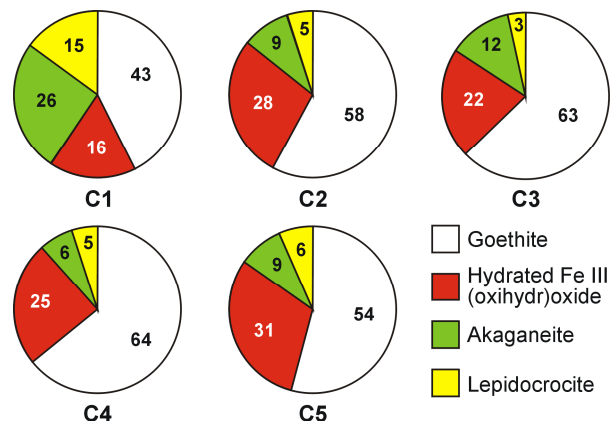 15
43
26
16
C1
9
5
28
58
C2
12
3
22
63
C3
6
5
25
64
C4
9
6
31
54
C5
Goethite
Hydrated Fe III
(oxihydr)oxide
Akaganeite
Lepidocrocite